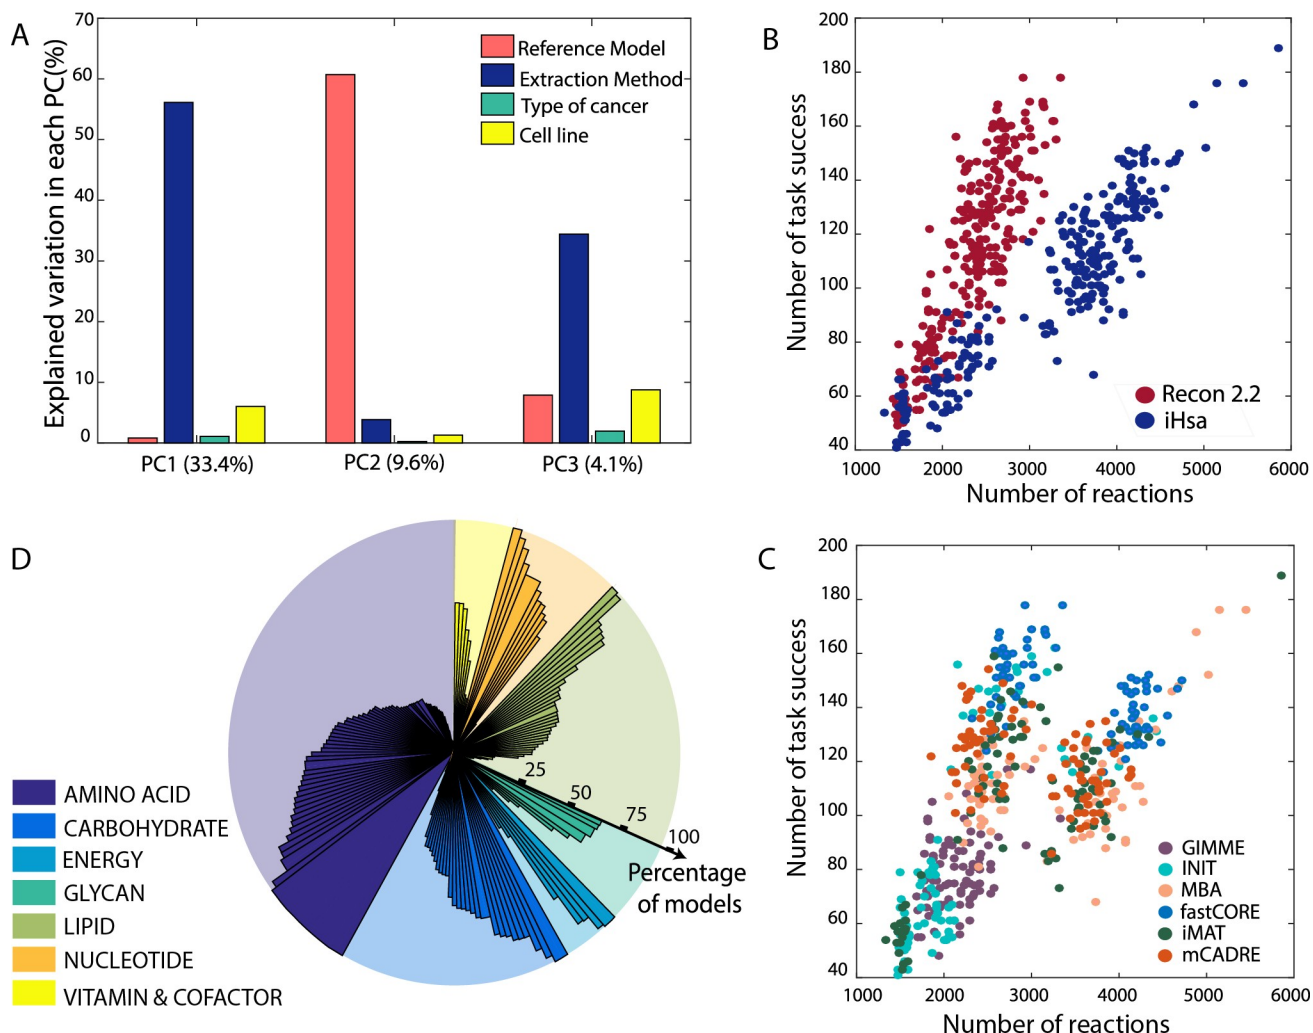 A
Explained variation in each PC(%)
70
60
50
40
30
20
10
0
Reference Model
Extraction Method
Type of cancer
Cell line
PC1 (33.4%)
PC2 (9.6%)
PC3 (4.1%)
B
Number of task success
200
180
160
140
120
100
80
60
40
Recon 2.2
iHsa
1000 2000 3000 4000 5000 6000
Number of reactions
D
AMINO ACID
CARBOHYDRATE
ENERGY
GLYCAN
LIPID
NUCLEOTIDE
VITAMIN & COFACTOR
25
50
75
100
Percentage
of models
C
Number of task success
200
180
160
140
120
100
80
60
40
GIMME
INIT
MBA
fastCORE
iMAT
mCADRE
1000 2000 3000 4000 5000 6000
Number of reactions